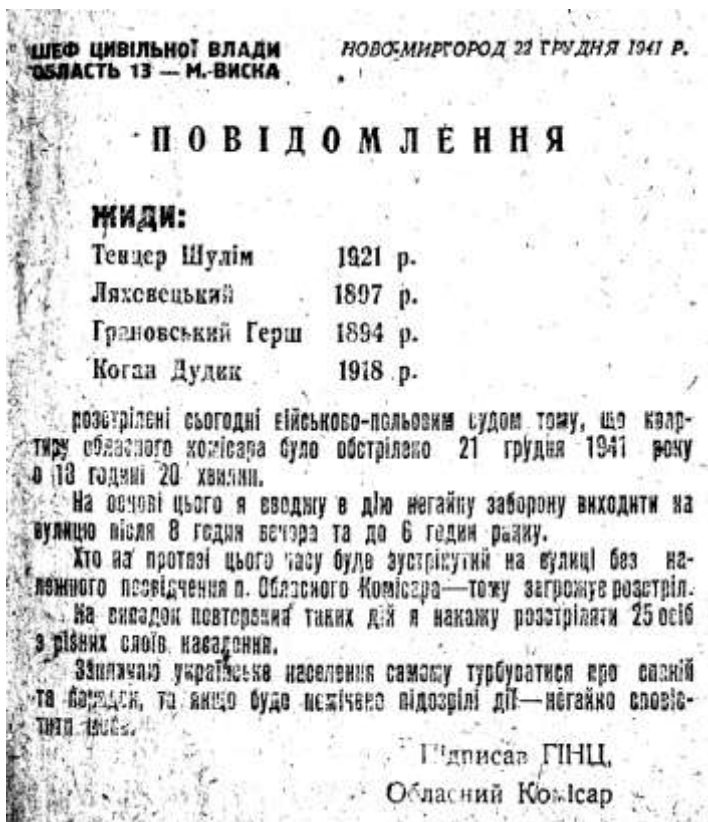 ШЕФ ЦИВІЛЬНОЇ ВЛАДИ
ОБЛАСТЬ 13 — М.-ВИСКА
НОВО-МИРГОРОД 22 ГРУДНЯ 1941 Р.
ПОВІДОМЛЕННЯ
ЖИДИ:
Тенцер Шулім 1921 р.
Ляховецький 1897 р.
Грановський Герш 1894 р.
Коган Дудик 1918 р.
розстрілені сьогодні військово-польовим судом тому, що квар-
тиру обласного комісара було обстрілено 21 грудня 1941 року
о 18 годині 20 хвилин.
На основі цього я вводжу в дію негайну заборону виходити на
вулицю після 8 годин вечора та до 6 годин ранку.
Хто на протязі цього часу буде зустрінутий на вулиці без на-
лежного посвідчення п. Обласного Комісара—тому загрожує розстріл.
На випадок повторення таких дій я накажу розстріляти 25 осіб
з різних слоїв населення.
Закликаю українське населення самому турбуватися про спокій
та порядок, та якщо буде помічено підозрілі дії—негайно сповіс-
тити
Підписав ГІНЦ,
Обласний Комісар